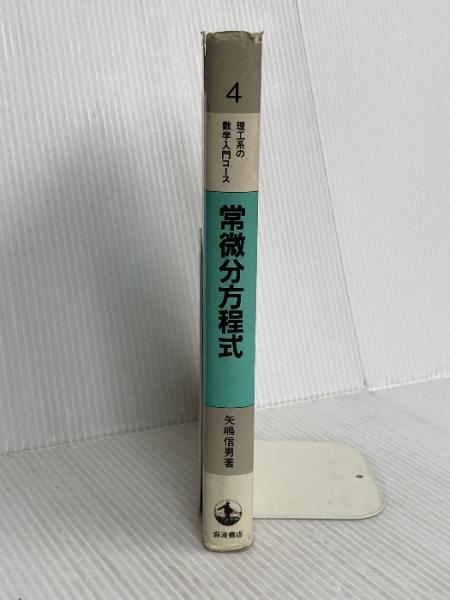 4
理工系の
数学入門コース
常微分方程式
矢嶋信男著
岩波書店